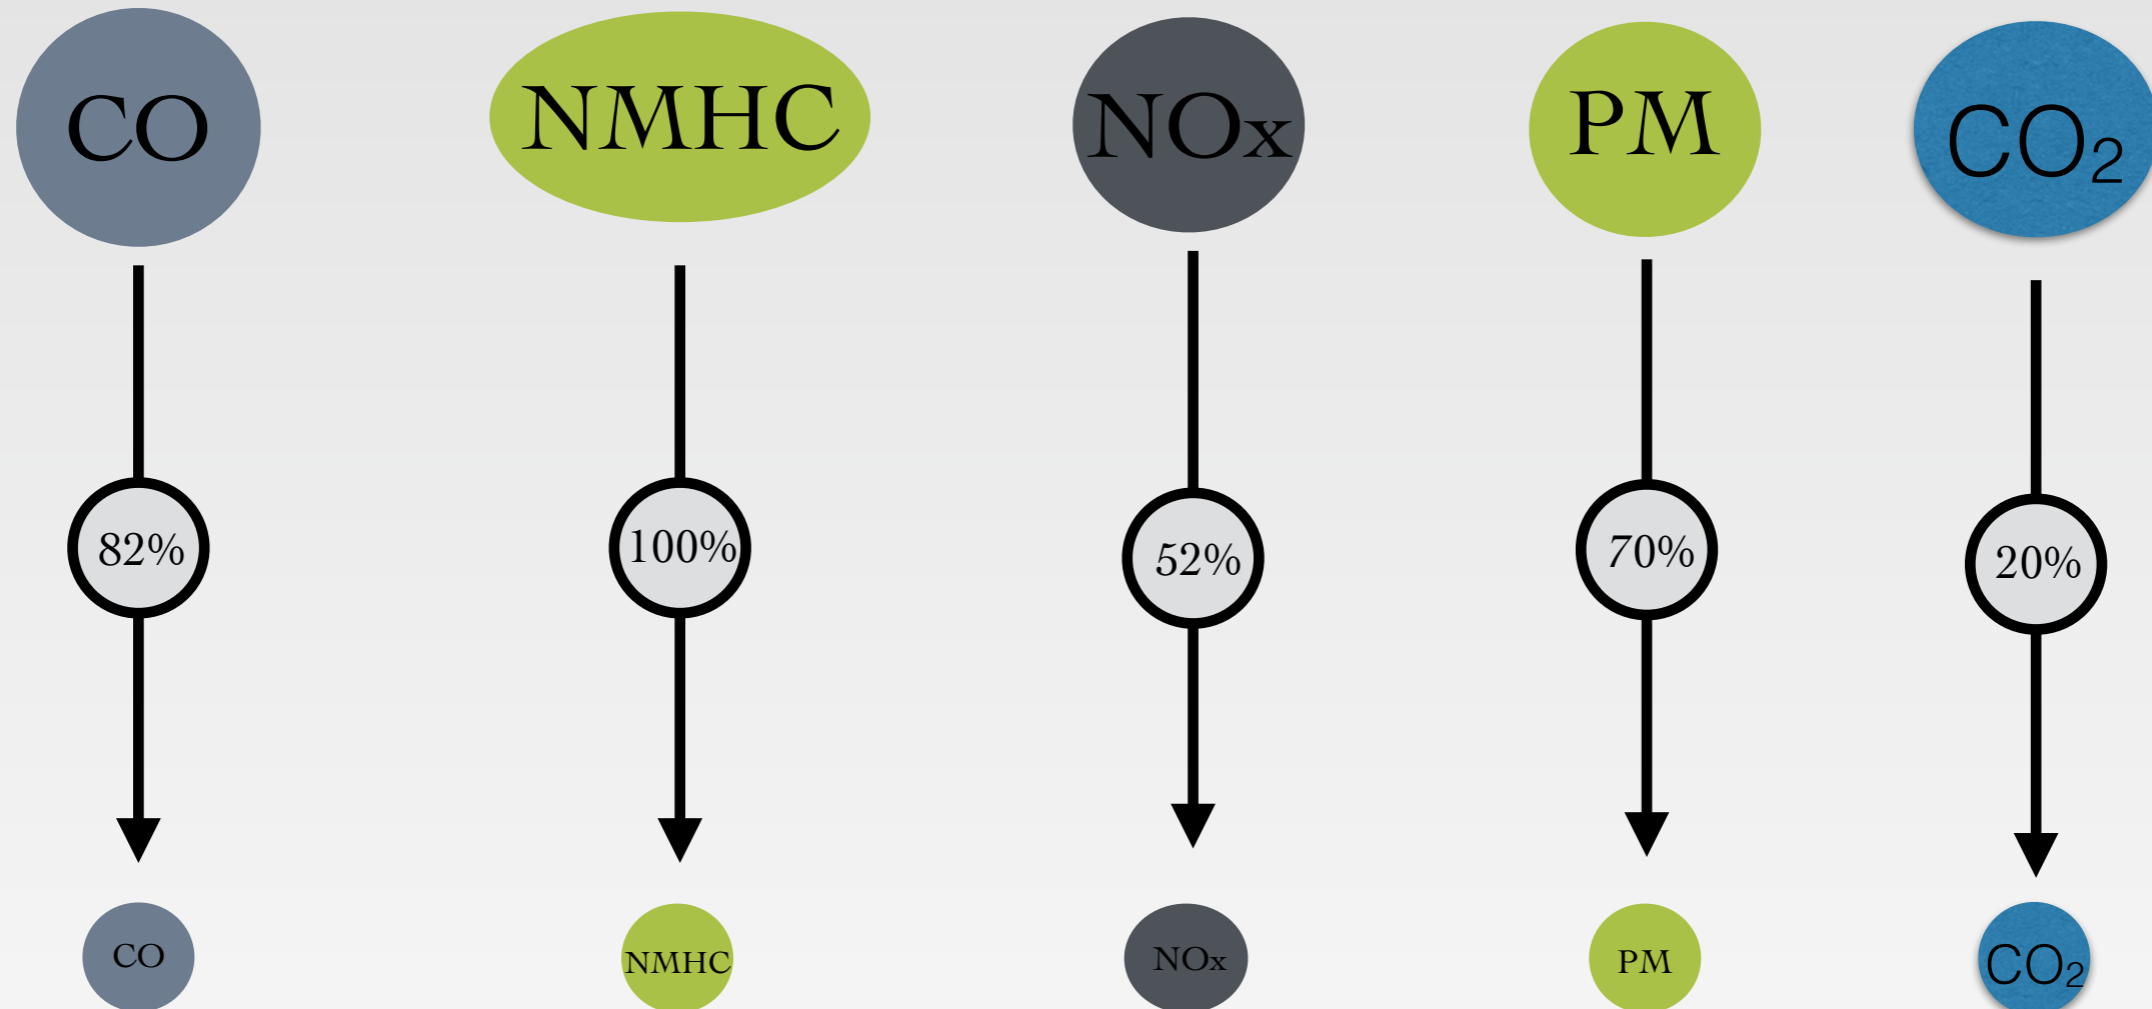 CO
NMHC
NOx
PM
CO₂
82%
100%
52%
70%
20%
CO
NMHC
NOx
PM
CO₂